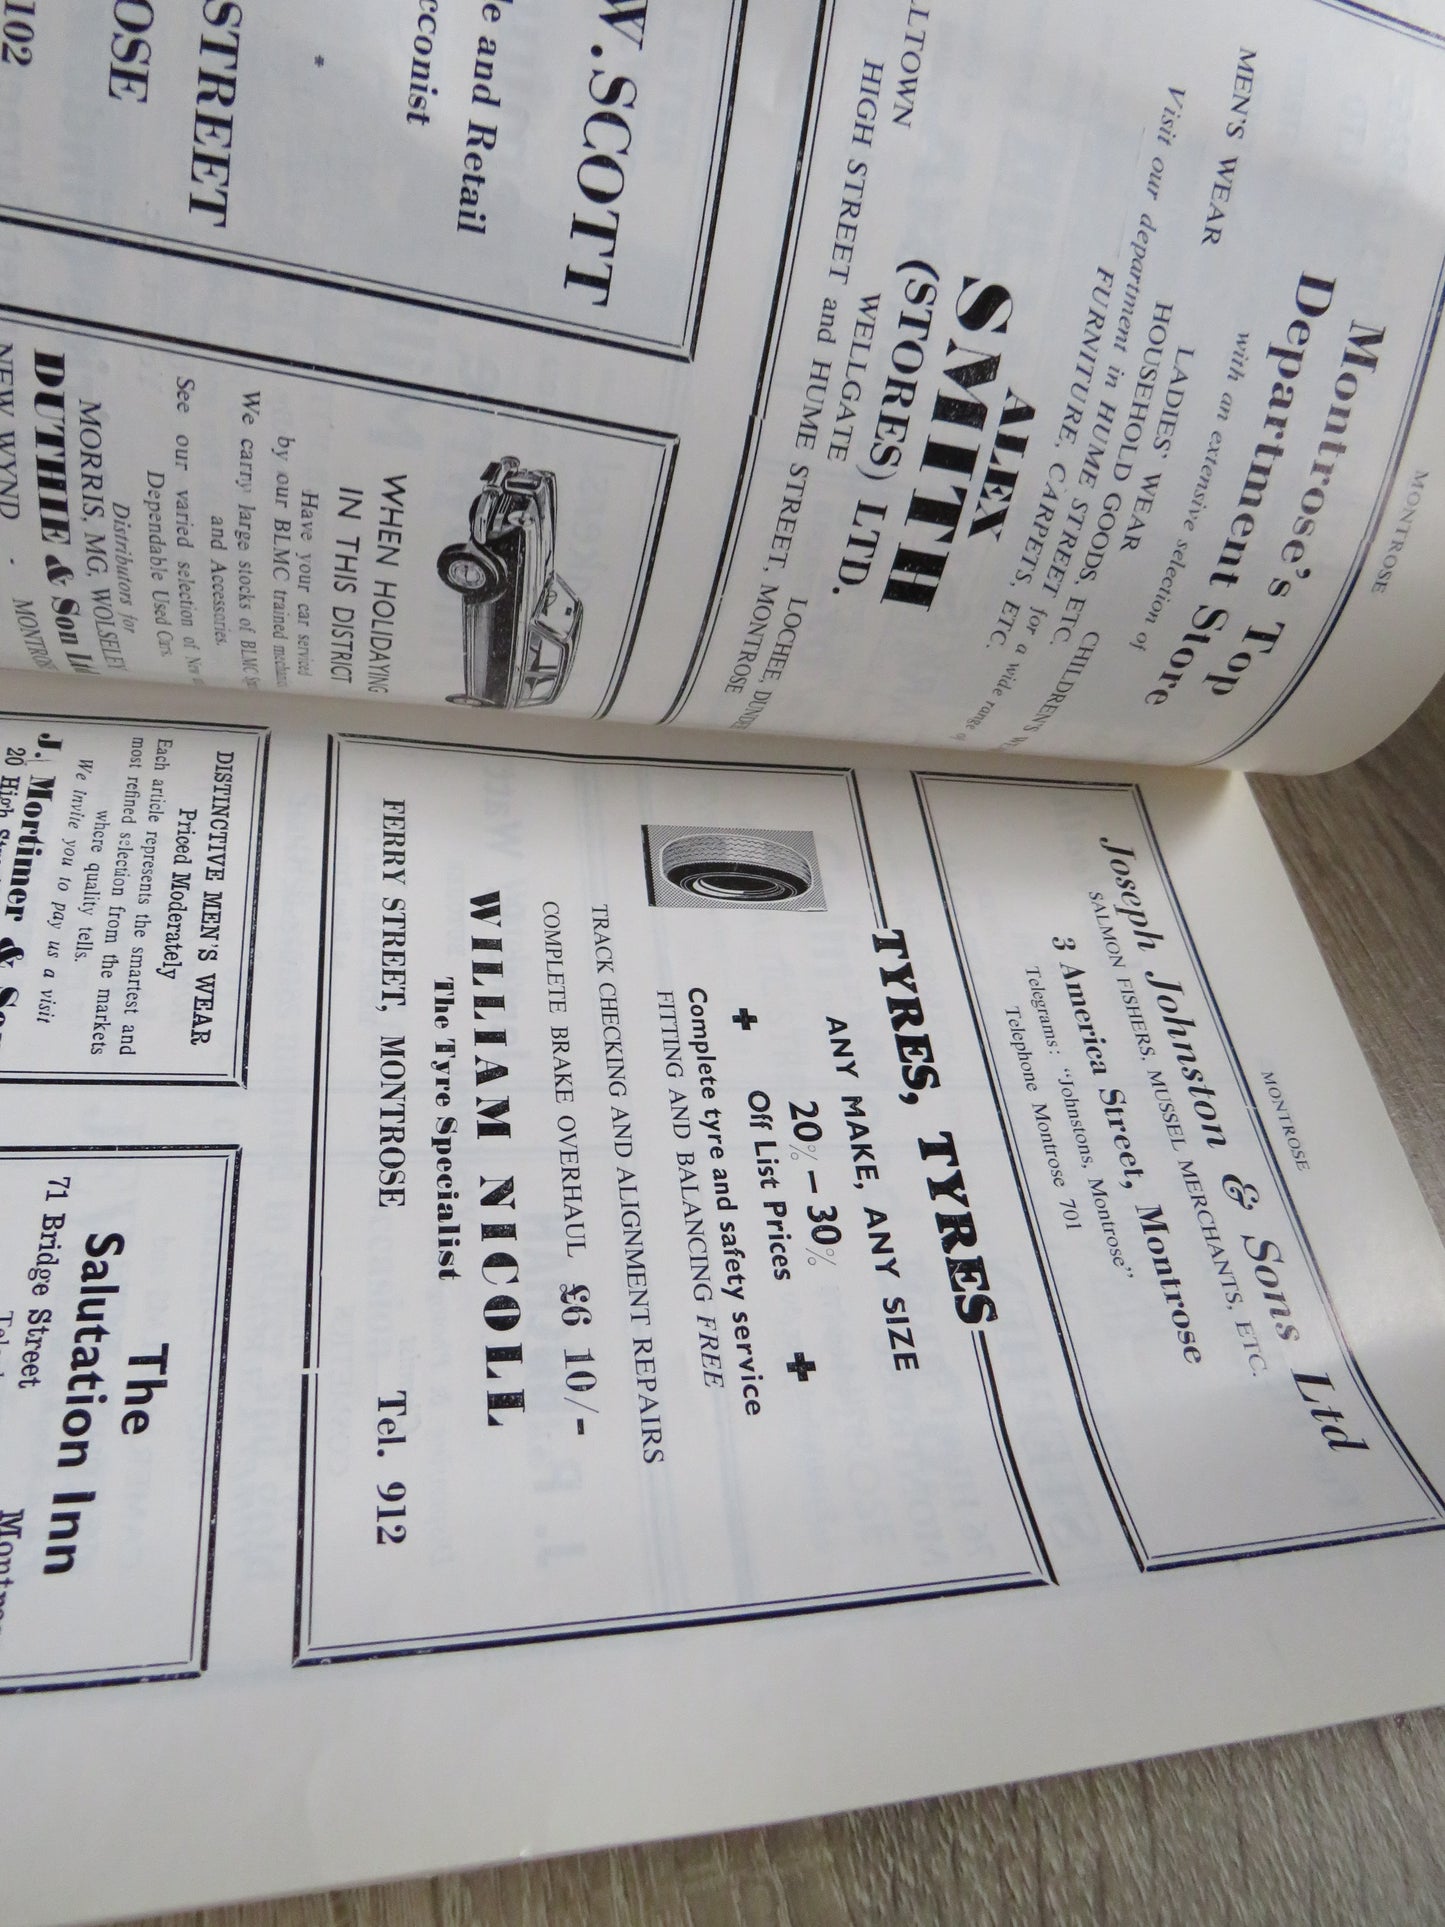 MONTROSE
Montrose's Top
Department Store
with an extensive selection of
MEN'S WEAR
LADIES' WEAR
CHILDREN'S
HOUSEHOLD GOODS, ETC.
Visit our department in HUME STREET for a wide range of
FURNITURE, CARPETS, ETC.
ALEX
SMITH
(STORES) LTD.
WELLGATE
LOCHEE,
HIGH STREET and HUME STREET, MONTROSE
W. SCOTT
and Retail
STREET
102
WHEN HOLIDAYING
IN THIS DISTRICT
Have your car serviced
by our BLMC trained
We carry large stocks of BLMC
and Accessories.
See our varied selection of New
Dependable Used Cars.
Distributors for
MORRIS, MG, WOLSELEY
DUTHIE & Son
NEW WYND -
MONTROSE
Joseph Johnston & Sons Ltd
SALMON FISHERS, MUSSEL MERCHANTS, ETC.
3 America Street, Montrose
Telegrams: "Johnstons, Montrose"
Telephone Montrose 701
TYRES, TYRES
ANY MAKE, ANY SIZE
20%–30%
+ Off List Prices +
Complete tyre and safety service
FITTING AND BALANCING FREE
TRACK CHECKING AND ALIGNMENT REPAIRS
COMPLETE BRAKE OVERHAUL £6 10/-
WILLIAM NICOLL
The Tyre Specialist
FERRY STREET, MONTROSE Tel. 912
DISTINCTIVE MEN'S WEAR
Priced Moderately
Each article represents the smartest and
most refined selection from the markets
where quality tells.
We invite you to pay us a visit
J. Mortimer &
20 High
The
Salutation Inn
71 Bridge Street